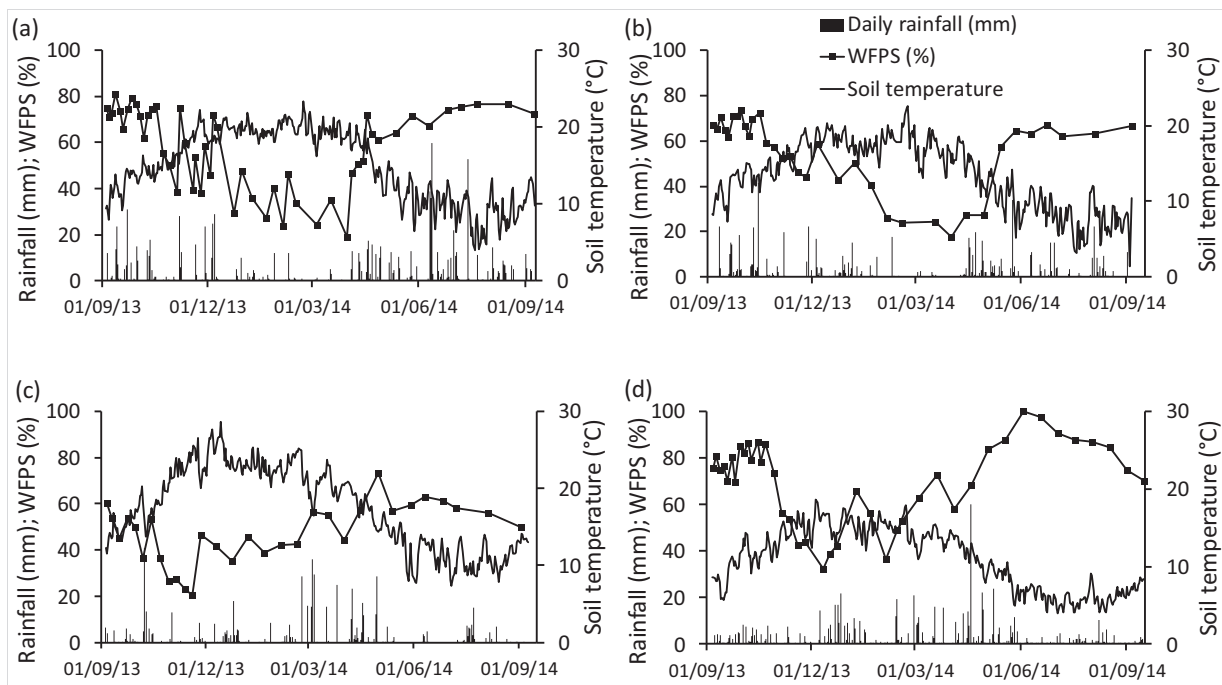 (a)
Rainfall (mm); WFPS (%)
100
80
60
40
20
0
30
20
10
0
Soil temperature (°C)
01/09/13 01/12/13 01/03/14 01/06/14 01/09/14
(b)
Daily rainfall (mm)
WFPS (%)
Soil temperature
Rainfall (mm); WFPS (%)
100
80
60
40
20
0
30
20
10
0
Soil temperature (°C)
01/09/13 01/12/13 01/03/14 01/06/14 01/09/14
(c)
Rainfall (mm); WFPS (%)
100
80
60
40
20
0
30
20
10
0
Soil temperature (°C)
01/09/13 01/12/13 01/03/14 01/06/14 01/09/14
(d)
Rainfall (mm); WFPS (%)
100
80
60
40
20
0
30
20
10
0
Soil temperature (°C)
01/09/13 01/12/13 01/03/14 01/06/14 01/09/14